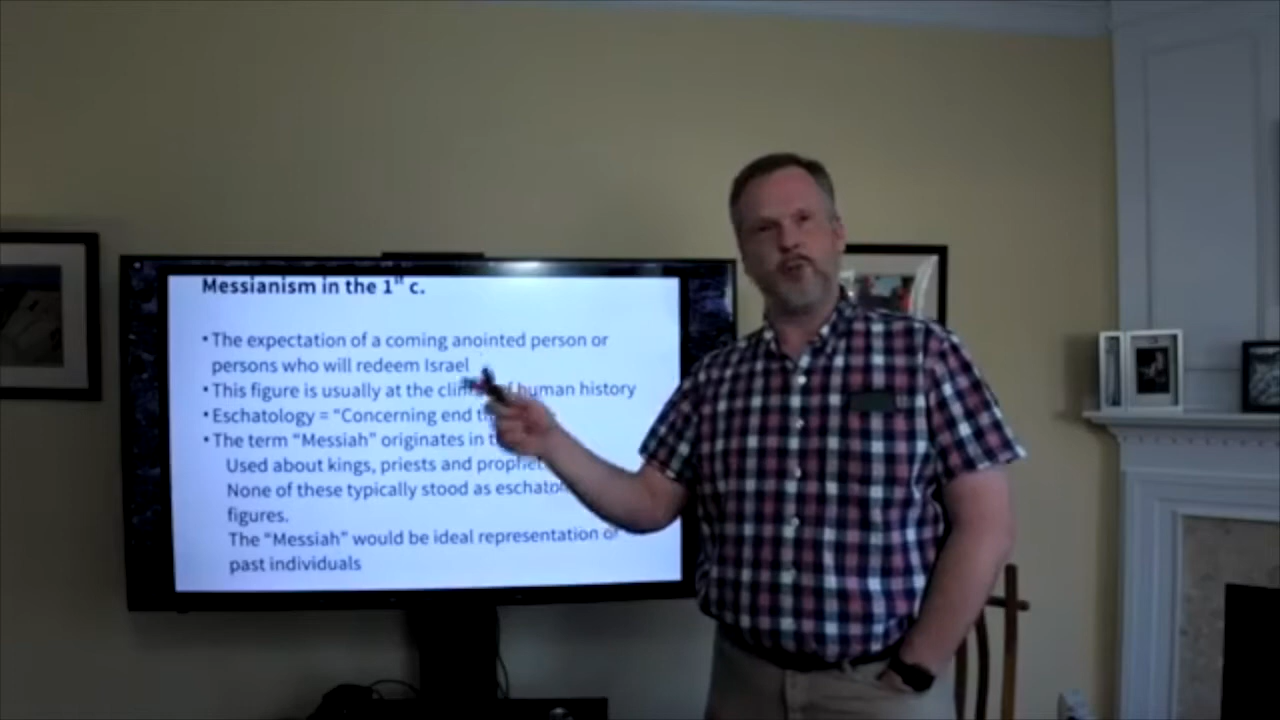 Messianism in the 1st c.
• The expectation of a coming anointed person or
persons who will redeem Israel
• This figure is usually at the of human history
• Eschatology = "Concerning end
• The term "Messiah" originates in
Used about kings, priests and
None of these typically stood as
figures.
The "Messiah" would be ideal representation
past individuals